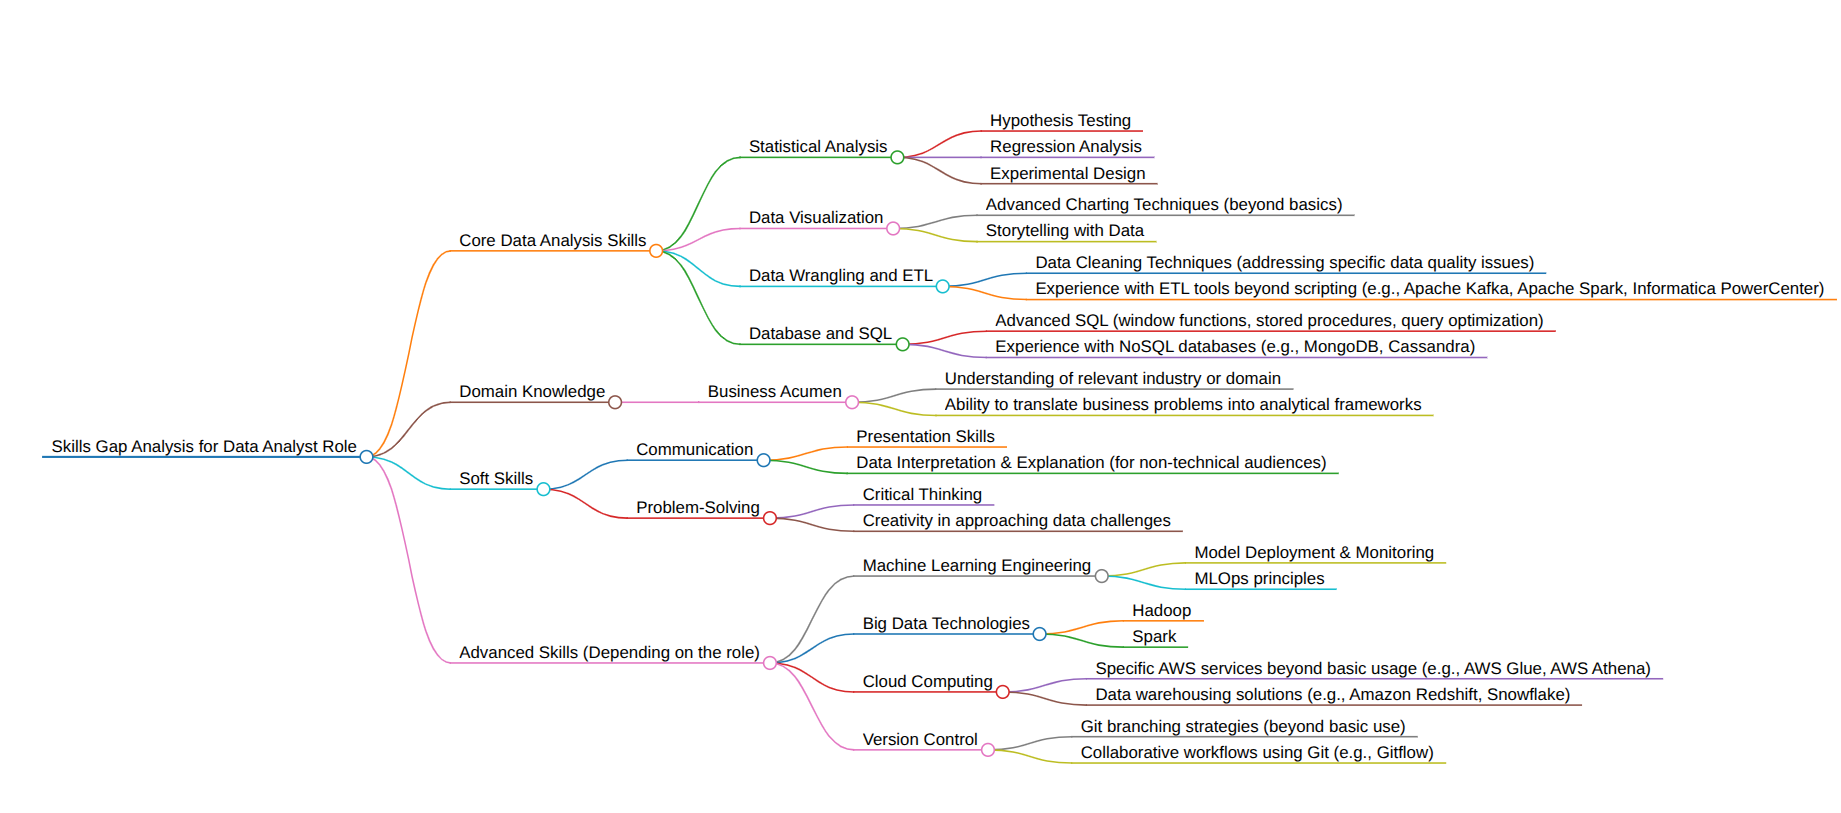 Skills Gap Analysis for Data Analyst Role
Core Data Analysis Skills
Statistical Analysis
Hypothesis Testing
Regression Analysis
Experimental Design
Data Visualization
Advanced Charting Techniques (beyond basics)
Storytelling with Data
Data Wrangling and ETL
Data Cleaning Techniques (addressing specific data quality issues)
Experience with ETL tools beyond scripting (e.g., Apache Kafka, Apache Spark, Informatica PowerCenter)
Database and SQL
Advanced SQL (window functions, stored procedures, query optimization)
Experience with NoSQL databases (e.g., MongoDB, Cassandra)
Domain Knowledge
Business Acumen
Understanding of relevant industry or domain
Ability to translate business problems into analytical frameworks
Soft Skills
Communication
Presentation Skills
Data Interpretation & Explanation (for non-technical audiences)
Problem-Solving
Critical Thinking
Creativity in approaching data challenges
Advanced Skills (Depending on the role)
Machine Learning Engineering
Model Deployment & Monitoring
MLOps principles
Big Data Technologies
Hadoop
Spark
Cloud Computing
Specific AWS services beyond basic usage (e.g., AWS Glue, AWS Athena)
Data warehousing solutions (e.g., Amazon Redshift, Snowflake)
Version Control
Git branching strategies (beyond basic use)
Collaborative workflows using Git (e.g., Gitflow)